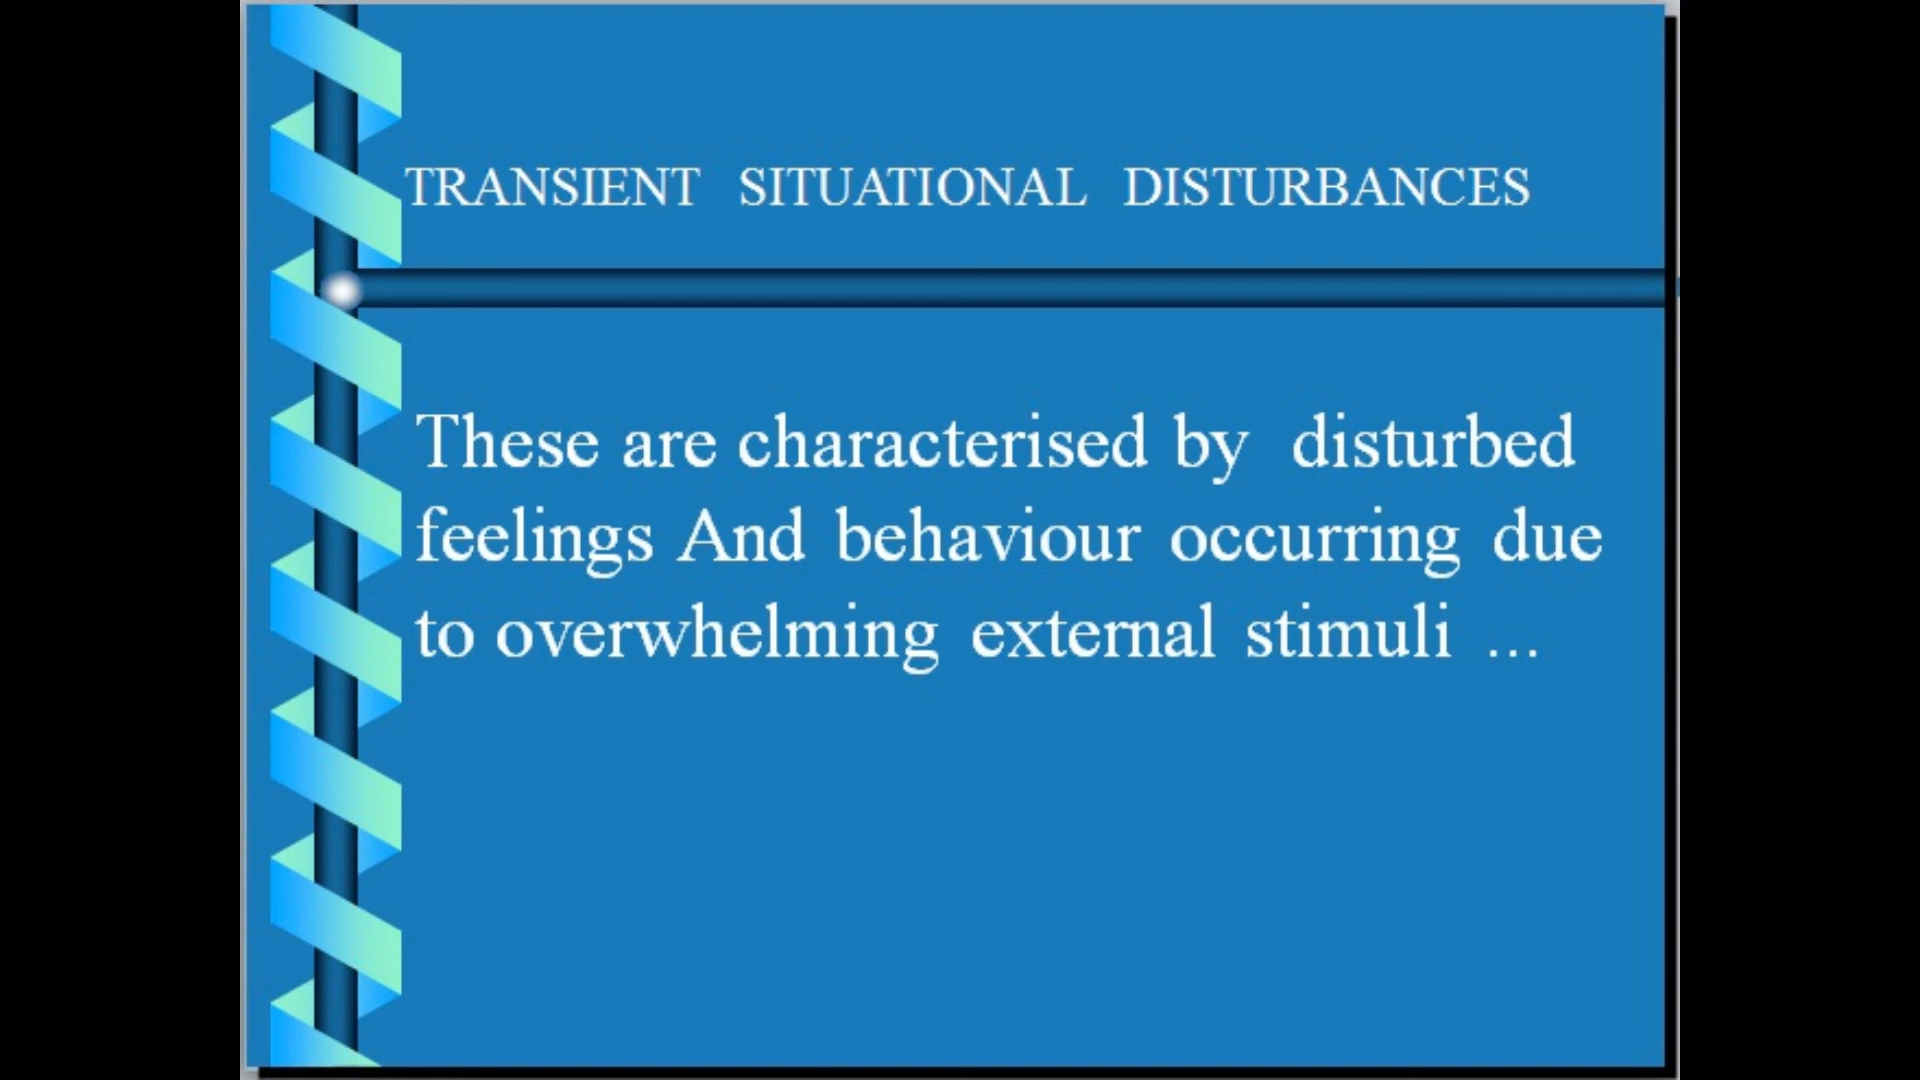 TRANSIENT SITUATIONAL DISTURBANCES
These are characterised by disturbed
feelings And behaviour occurring due
to overwhelming external stimuli ...